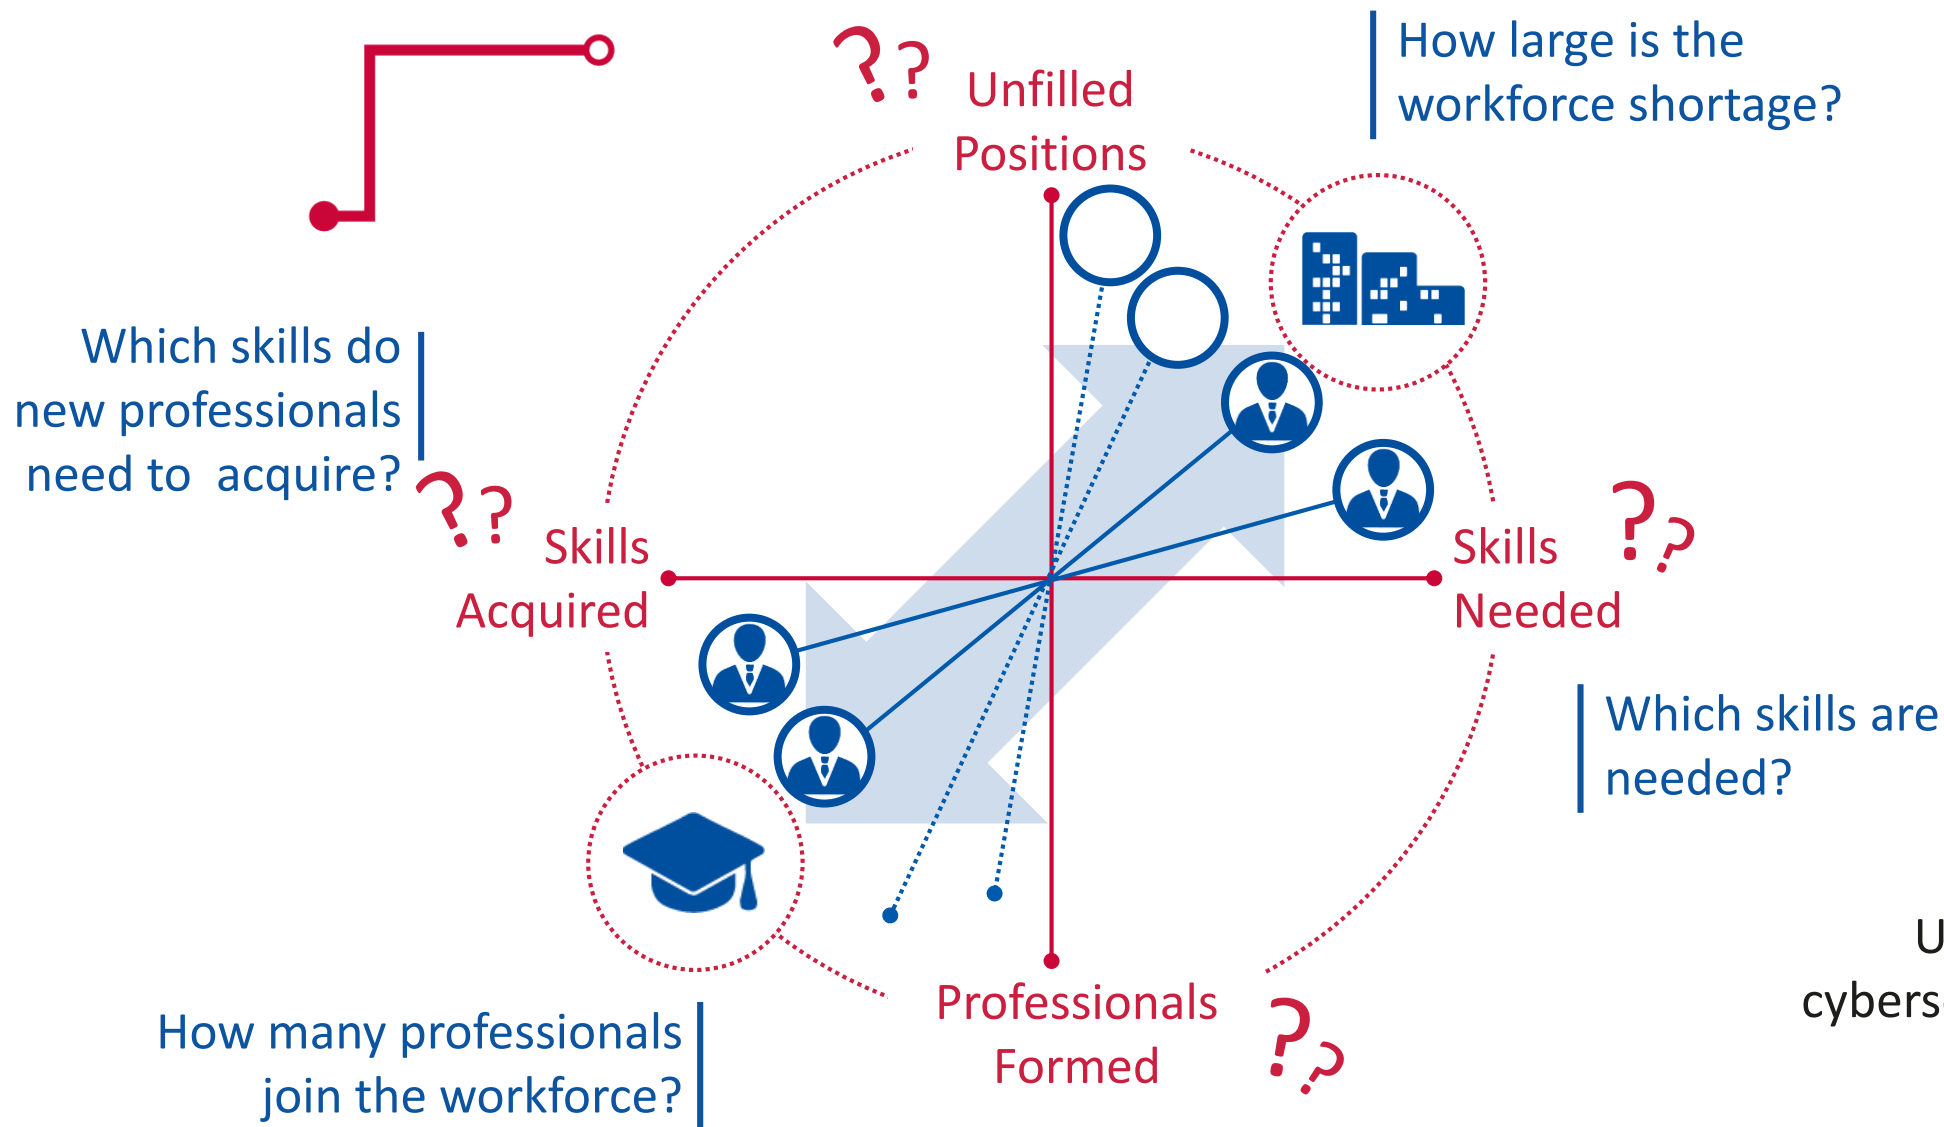 How large is the
workforce shortage?
??
Unfilled
Positions
Which skills do
new professionals
need to acquire?
??
Skills
Acquired
Skills
Needed
??
Which skills are
needed?
Professionals
Formed
??
How many professionals
join the workforce?